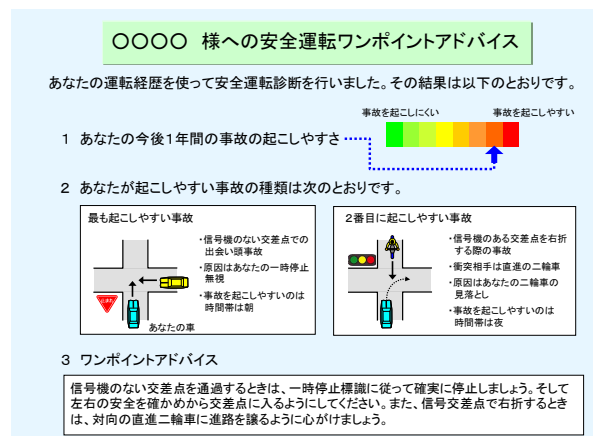 〇〇〇〇 様への安全運転ワンポイントアドバイス
あなたの運転経歴を使って安全運転診断を行いました。その結果は以下のとおりです。
事故を起こしにくい 事故を起こしやすい
1 あなたの今後1年間の事故の起こしやすさ
2 あなたが起こしやすい事故の種類は次のとおりです。
最も起こしやすい事故
・信号機のない交差点での
出会い頭事故
・原因はあなたの一時停止
無視
・事故を起こしやすいのは
時間帯は朝
あなたの車
2番目に起こしやすい事故
・信号機のある交差点を右折
する際の事故
・衝突相手は直進の二輪車
・原因はあなたの二輪車の
見落とし
・事故を起こしやすいのは
時間帯は夜
3 ワンポイントアドバイス
信号機のない交差点を通過するときは、一時停止標識に従って確実に停止しましょう。そして
左右の安全を確かめから交差点に入るようにしてください。また、信号交差点で右折するとき
は、対向の直進二輪車に進路を譲るように心がけましょう。